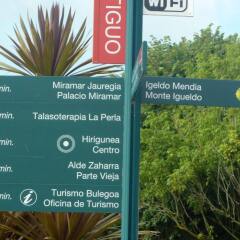 TIGUO
WiFi
min.
Miramar Jauregia
Palacio Miramar
min.
Talasoterapia La Perla
min.
Hirigunea
Centro
min.
Alde Zaharra
Parte Vieja
min.
i
Turismo Bulegoa
Oficina de Turismo
Igeldo Mendia
Monte Igueldo